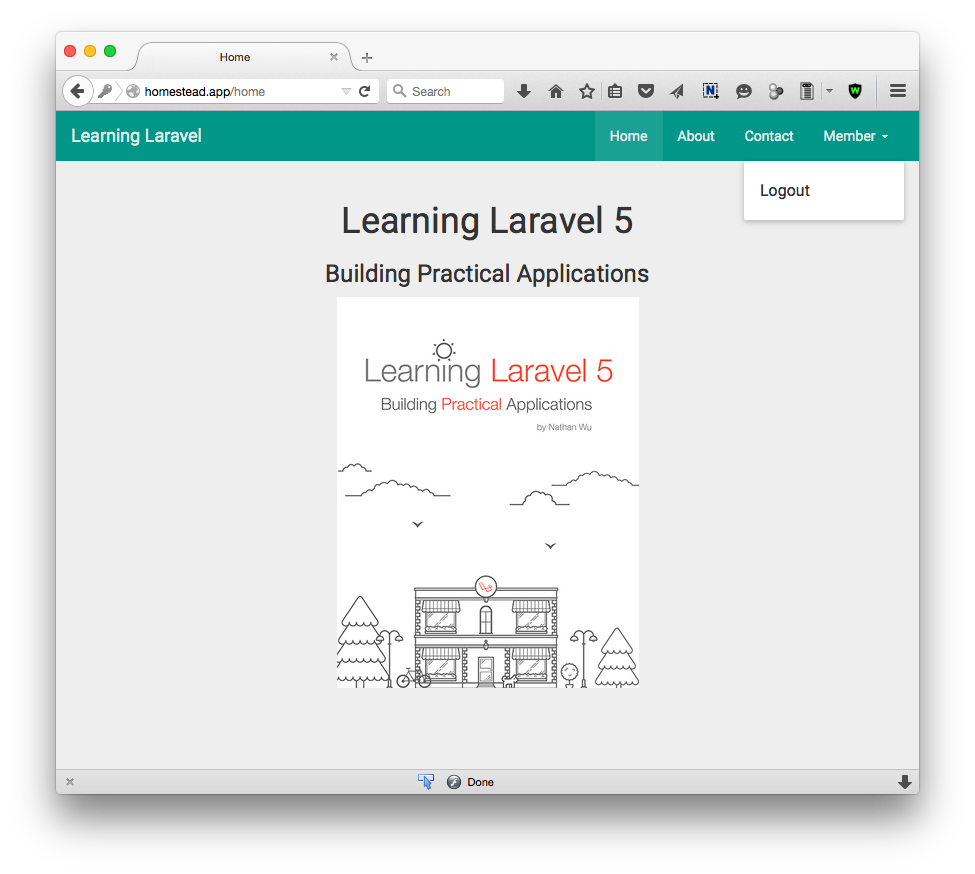 Home
homestead.app/home
Search
Learning Laravel
Home
About
Contact
Member
Logout
Learning Laravel 5
Building Practical Applications
Learning Laravel 5
Building Practical Applications
by Nathan Wu
Done